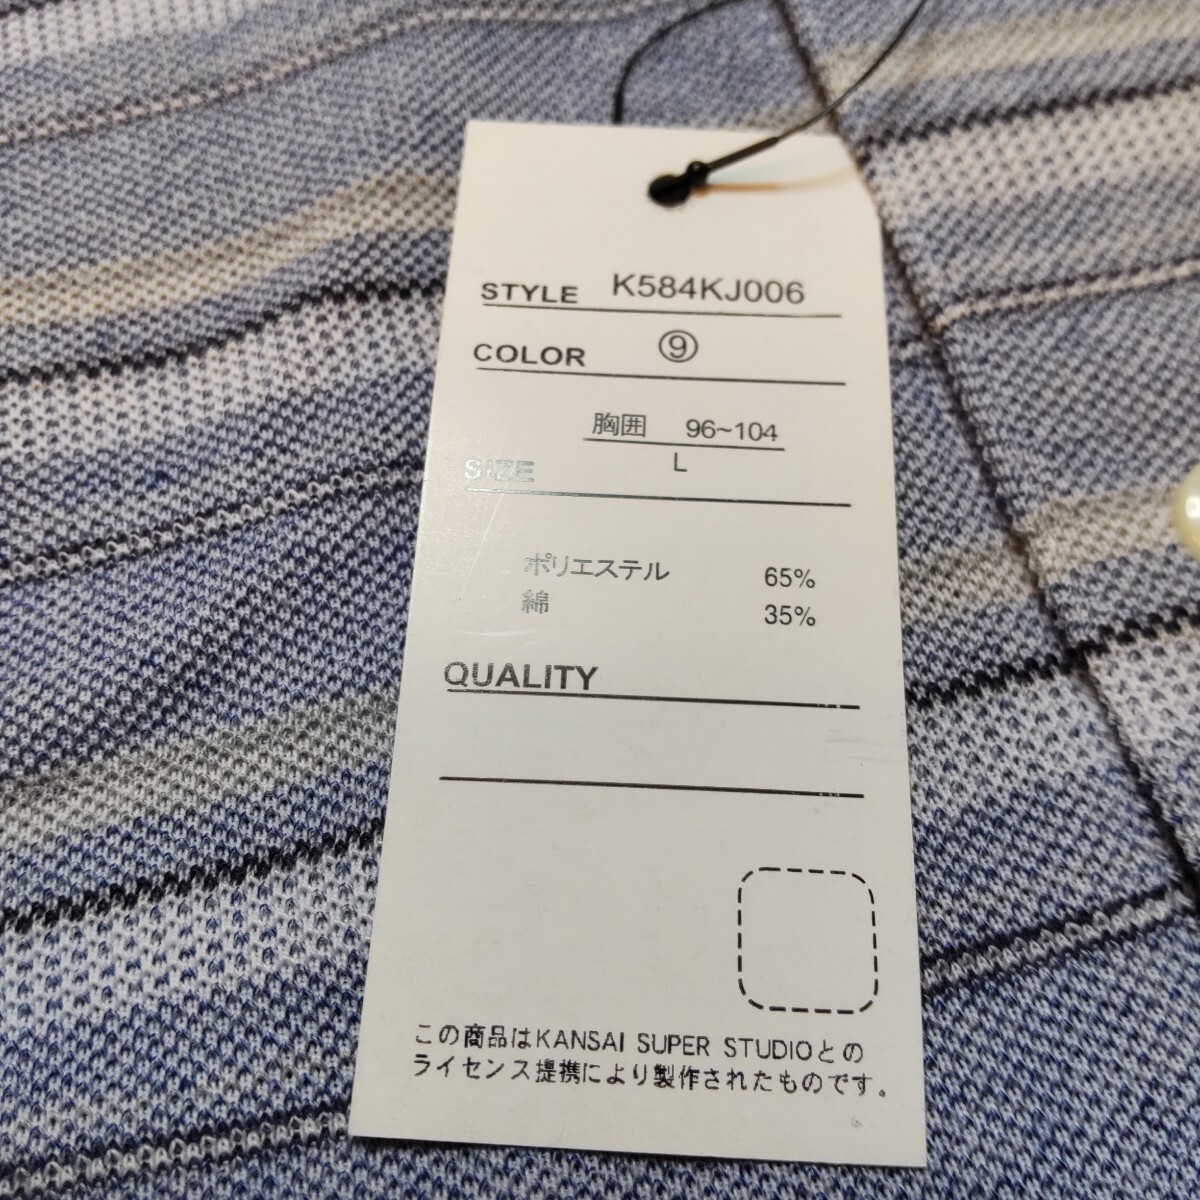 STYLE K584KJ006
COLOR ⑨
胸囲 96~104
SIZE L
ポリエステル 65%
綿 35%
QUALITY
この商品はKANSAI SUPER STUDIOとの
ライセンス提携により製作されたものです。